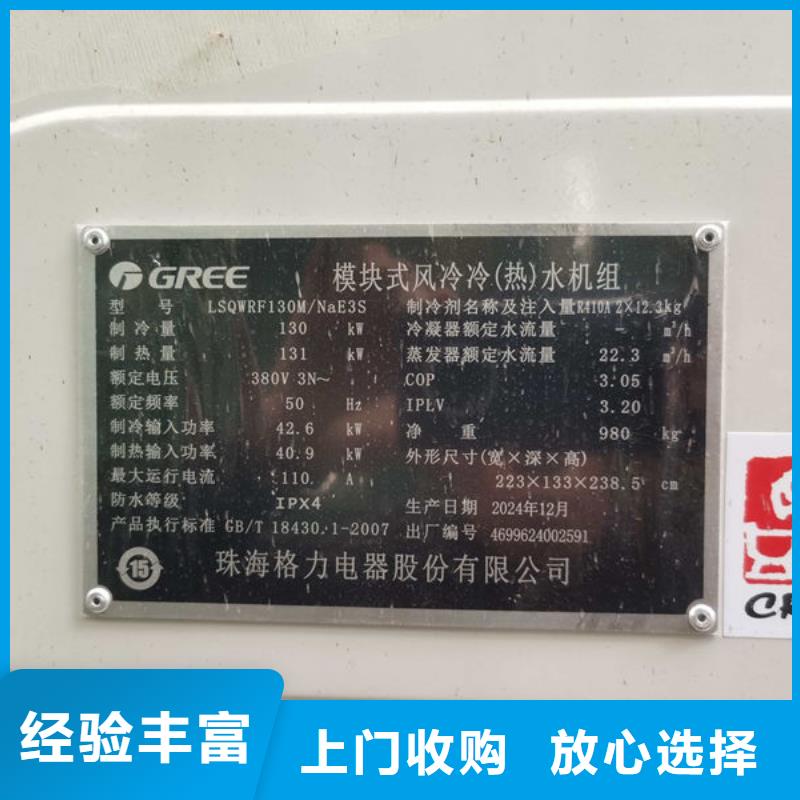 GREE 模块式风冷冷(热)水机组
型号 LSQWRF130M/NaE3S 制冷剂名称及注入量R410A 2×12.3kg
制冷量 130 kW 冷凝器额定水流量 - m³/h
制热量 131 kW 蒸发器额定水流量 22.3 m³/h
额定电压 380V 3N~ COP 3.05
额定频率 50 Hz IPLV 3.20
制冷输入功率 42.6 kW 净重 980 kg
制热输入功率 40.9 kW 外形尺寸(宽×深×高)
最大运行电流 110 A 223×133×238.5 cm
防水等级 IPX4 生产日期 2024年12月
产品执行标准 GB/T 18430.1-2007 出厂编号 4699624002591
15 珠海格力电器股份有限公司
经验丰富 上门收购 放心选择